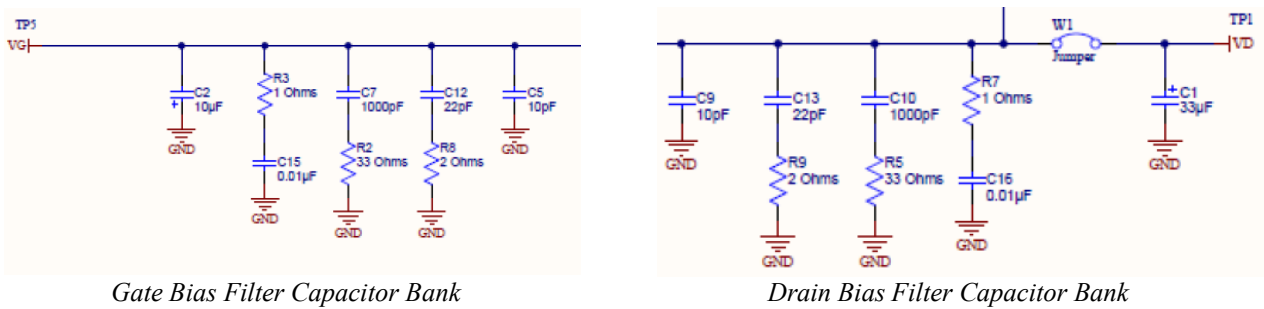 TP5
VG
C2
10µF
R3
1 Ohms
C15
0.01µF
C7
1000pF
R2
33 Ohms
C12
22pF
R8
2 Ohms
C5
10pF
GND
GND
GND
GND
GND
Gate Bias Filter Capacitor Bank
W1
Jumper
TP1
VD
C9
10pF
C13
22pF
R9
2 Ohms
C10
1000pF
R5
33 Ohms
R7
1 Ohms
C16
0.01µF
C1
33µF
GND
GND
GND
GND
GND
Drain Bias Filter Capacitor Bank